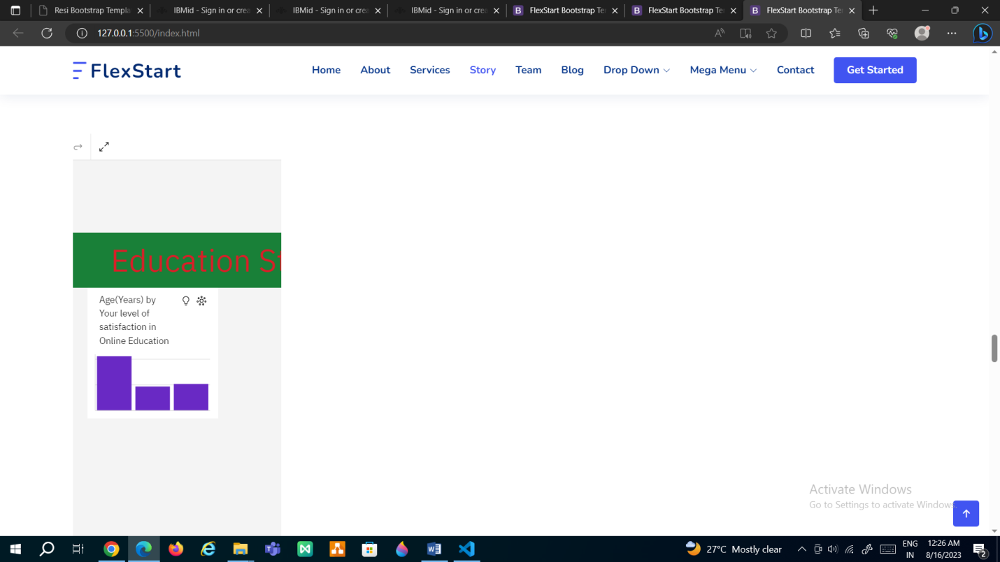 Resi Bootstrap Templa
IBMid - Sign in or crea
IBMid - Sign in or crea
IBMid - Sign in or crea
FlexStart Bootstrap Te
FlexStart Bootstrap Te
FlexStart Bootstrap Te
127.0.0.1:5500/index.html
FlexStart
Home
About
Services
Story
Team
Blog
Drop Down
Mega Menu
Contact
Get Started
Education St
Age(Years) by
Your level of
satisfaction in
Online Education
Activate Windows
Go to Settings to activate Windows.
27°C Mostly clear
ENG
IN
12:26 AM
8/16/2023
2